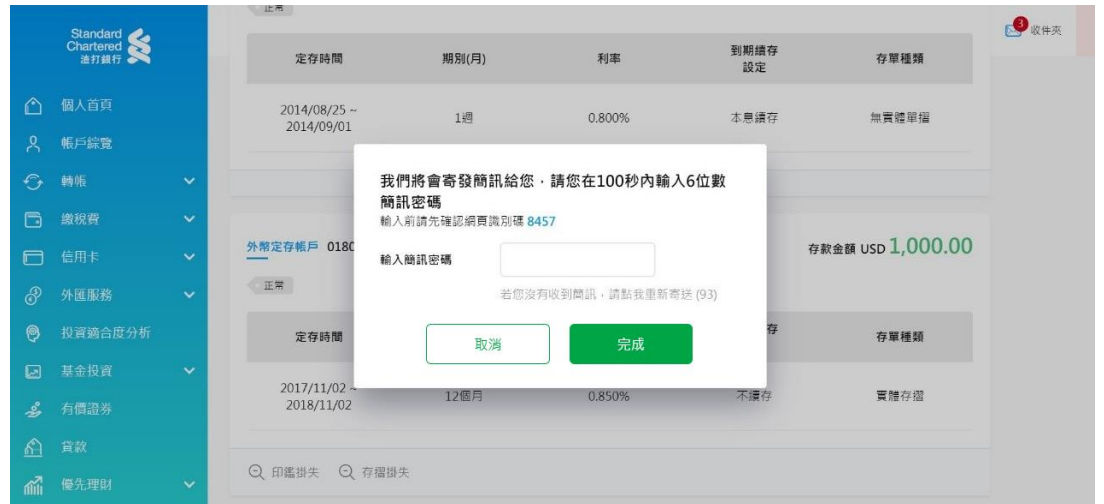 Standard
Chartered
渣打銀行
個人首頁
帳戶綜覽
轉帳
繳稅費
信用卡
外匯服務
投資適合度分析
基金投資
有價證券
貸款
優先理財
3
收件夾
正常
定存時間
期別(月)
利率
到期續存
設定
存單種類
2014/08/25 ~
2014/09/01
1週
0.800%
本息續存
無實體單摺
我們將會寄發簡訊給您，請您在100秒內輸入6位數
簡訊密碼
輸入前請先確認網頁識別碼 8457
輸入簡訊密碼
若您沒有收到簡訊，請點我重新寄送 (93)
取消
完成
外幣定存帳戶 0180
存款金額 USD 1,000.00
正常
定存時間
存
存單種類
2017/11/02 ~
2018/11/02
12個月
0.850%
不續存
實體存摺
印鑑掛失
存摺掛失